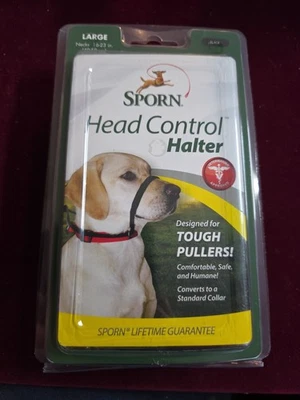 LARGE
SPORN
Head Control™
Halter
Designed for
TOUGH
PULLERS!
Comfortable, Safe,
and Humane!
Converts to a
Standard Collar
SPORN® LIFETIME GUARANTEE